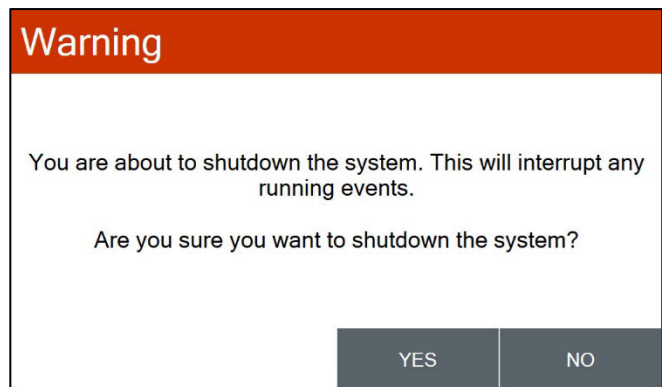 Warning
You are about to shutdown the system. This will interrupt any
running events.
Are you sure you want to shutdown the system?
YES
NO